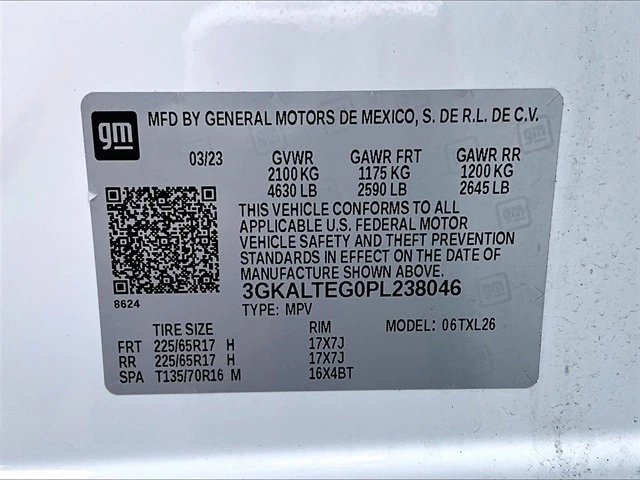 gm MFD BY GENERAL MOTORS DE MEXICO, S. DE R.L. DE C.V.
03/23 GVWR GAWR FRT GAWR RR
2100 KG 1175 KG 1200 KG
4630 LB 2590 LB 2645 LB
THIS VEHICLE CONFORMS TO ALL
APPLICABLE U.S. FEDERAL MOTOR
VEHICLE SAFETY AND THEFT PREVENTION
STANDARDS IN EFFECT ON THE DATE OF
MANUFACTURE SHOWN ABOVE.
8624
3GKALTEG0PL238046
TYPE: MPV MODEL: 06TXL26
TIRE SIZE RIM
FRT 225/65R17 H 17X7J
RR 225/65R17 H 17X7J
SPA T135/70R16 M 16X4BT